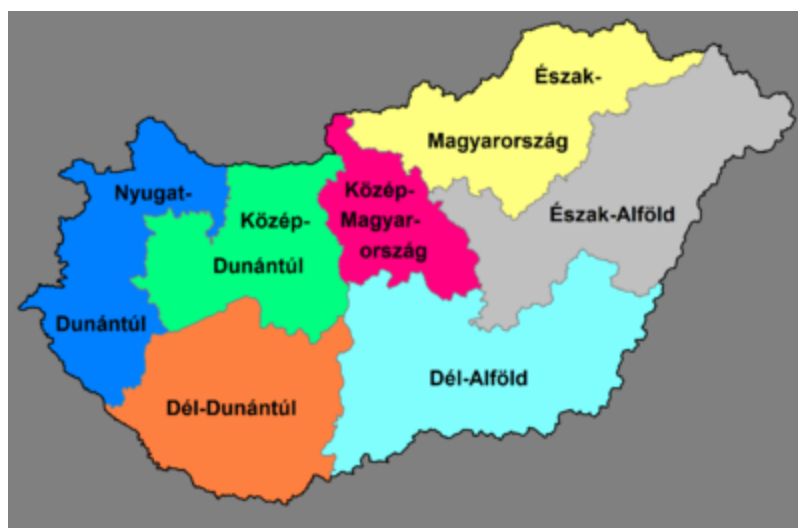 Észak-
Magyarország
Nyugat-
Dunántúl
Közép-
Dunántúl
Közép-
Magyar-
ország
Észak-Alföld
Dél-Alföld
Dél-Dunántúl